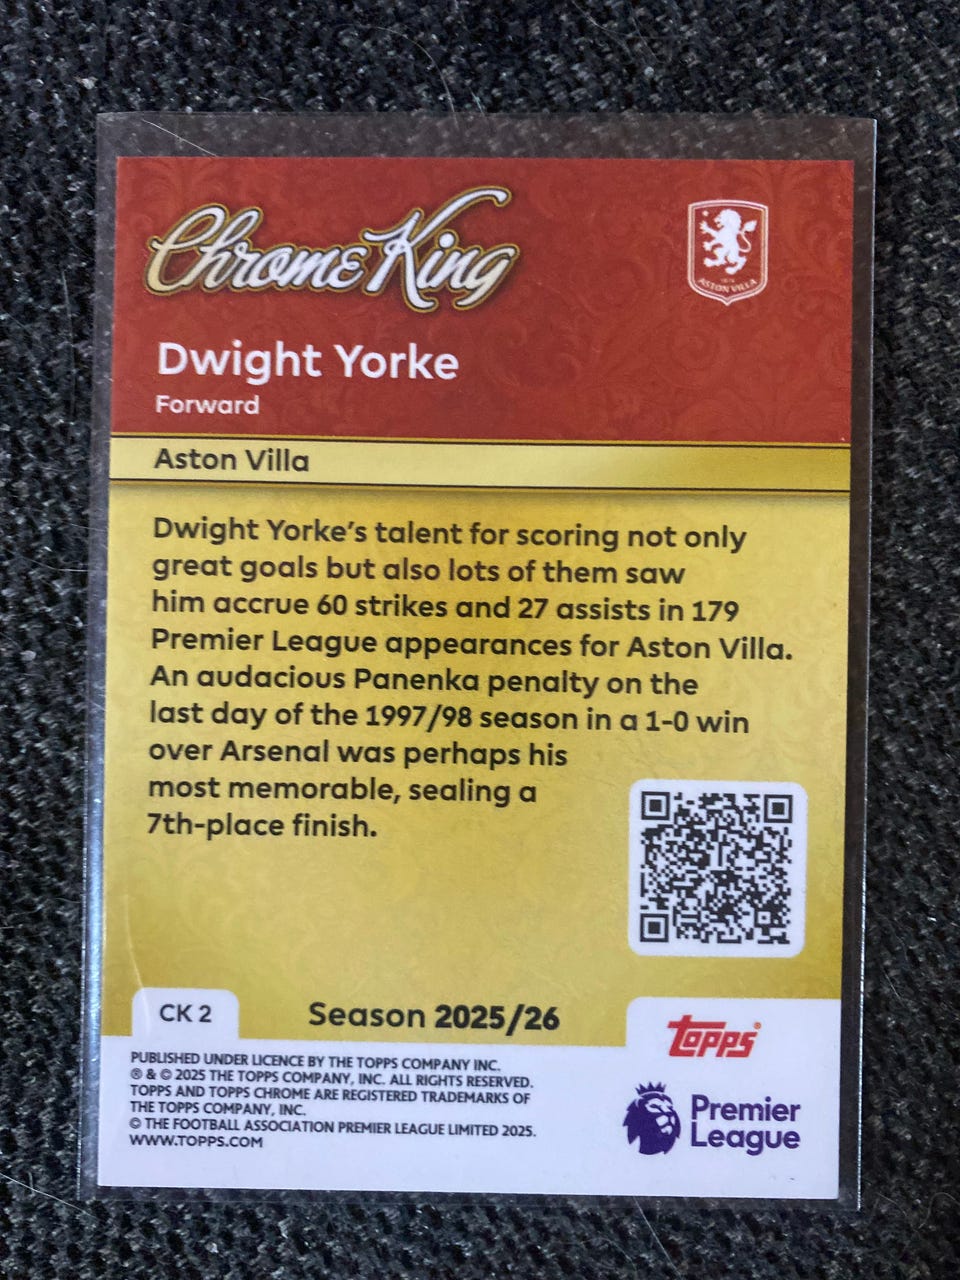 Chrome King
ASTON VILLA
Dwight Yorke
Forward
Aston Villa
Dwight Yorke's talent for scoring not only
great goals but also lots of them saw
him accrue 60 strikes and 27 assists in 179
Premier League appearances for Aston Villa.
An audacious Panenka penalty on the
last day of the 1997/98 season in a 1-0 win
over Arsenal was perhaps his
most memorable, sealing a
7th-place finish.
CK 2
Season 2025/26
topps®
PUBLISHED UNDER LICENCE BY THE TOPPS COMPANY INC.
® & © 2025 THE TOPPS COMPANY, INC. ALL RIGHTS RESERVED.
TOPPS AND TOPPS CHROME ARE REGISTERED TRADEMARKS OF
THE TOPPS COMPANY, INC.
© THE FOOTBALL ASSOCIATION PREMIER LEAGUE LIMITED 2025.
WWW.TOPPS.COM
Premier
League